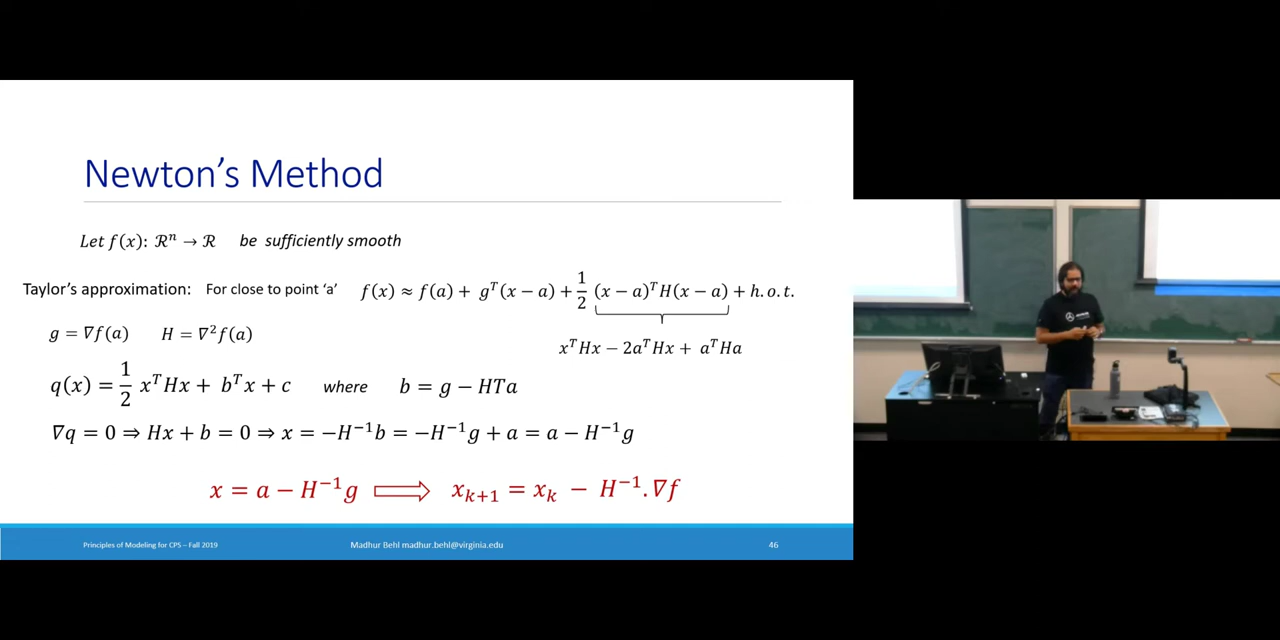 Newton's Method
Let f(x): ℛⁿ → ℛ be sufficiently smooth
Taylor's approximation: For close to point 'a' f(x) ≈ f(a) + gᵀ(x − a) + 1/2 (x − a)ᵀH(x − a) + h.o.t.
g = ∇f(a) H = ∇²f(a)
xᵀHx − 2aᵀHx + aᵀHa
q(x) = 1/2 xᵀHx + bᵀx + c where b = g − HTa
∇q = 0 ⇒ Hx + b = 0 ⇒ x = −H⁻¹b = −H⁻¹g + a = a − H⁻¹g
x = a − H⁻¹g ⟹ xₖ₊₁ = xₖ − H⁻¹.∇f
Principles of Modeling for CPS – Fall 2019 Madhur Behl madhur.behl@virginia.edu 46